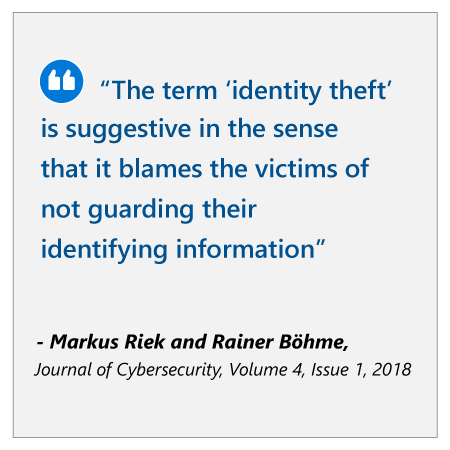 “The term ‘identity theft’
is suggestive in the sense
that it blames the victims of
not guarding their
identifying information”
- Markus Riek and Rainer Böhme,
Journal of Cybersecurity, Volume 4, Issue 1, 2018